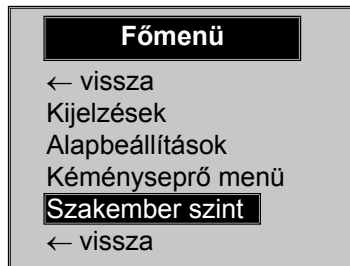 Főmenü
← vissza
Kijelzések
Alapbeállítások
Kéményseprő menü
Szakember szint
← vissza